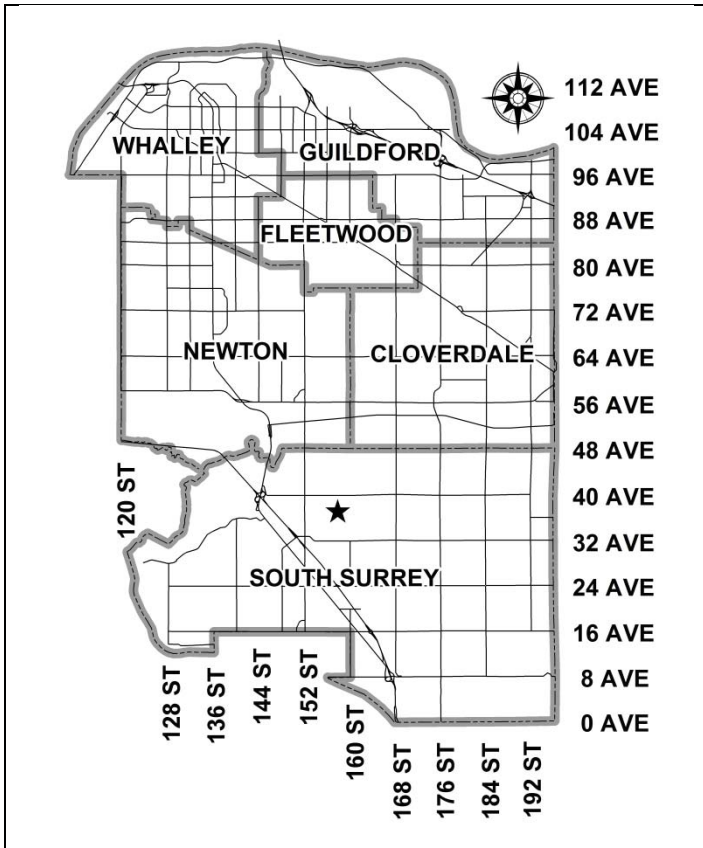 112 AVE
104 AVE
WHALLEY
GUILDFORD
96 AVE
88 AVE
FLEETWOOD
80 AVE
72 AVE
NEWTON
CLOVERDALE
64 AVE
56 AVE
48 AVE
120 ST
40 AVE
32 AVE
SOUTH SURREY
24 AVE
16 AVE
8 AVE
0 AVE
128 ST
136 ST
144 ST
152 ST
160 ST
168 ST
176 ST
184 ST
192 ST